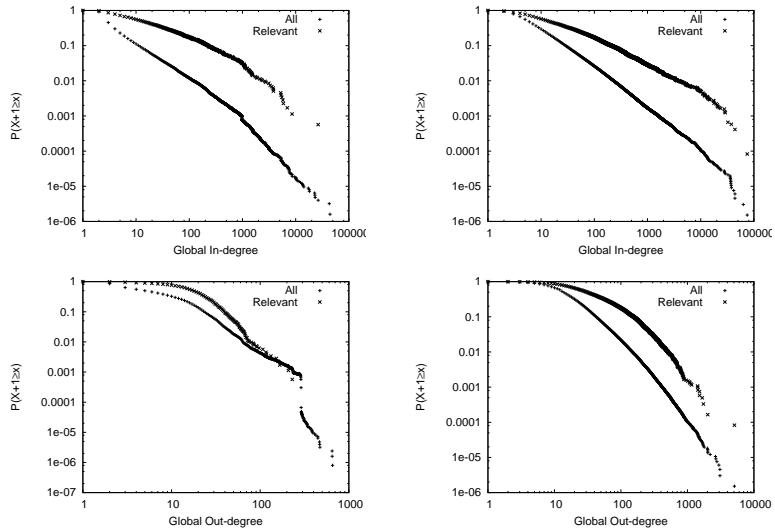 1
0.1
0.01
0.001
0.0001
1e-05
1e-06
1 10 100 1000 10000 100000
P(X+1≥x)
Global In-degree
All
Relevant
1
0.1
0.01
0.001
0.0001
1e-05
1e-06
1 10 100 1000 10000 100000
P(X+1≥x)
Global In-degree
All
Relevant
1
0.1
0.01
0.001
0.0001
1e-05
1e-06
1e-07
1 10 100 1000
P(X+1≥x)
Global Out-degree
All
Relevant
1
0.1
0.01
0.001
0.0001
1e-05
1e-06
1 10 100 1000 10000
P(X+1≥x)
Global Out-degree
All
Relevant